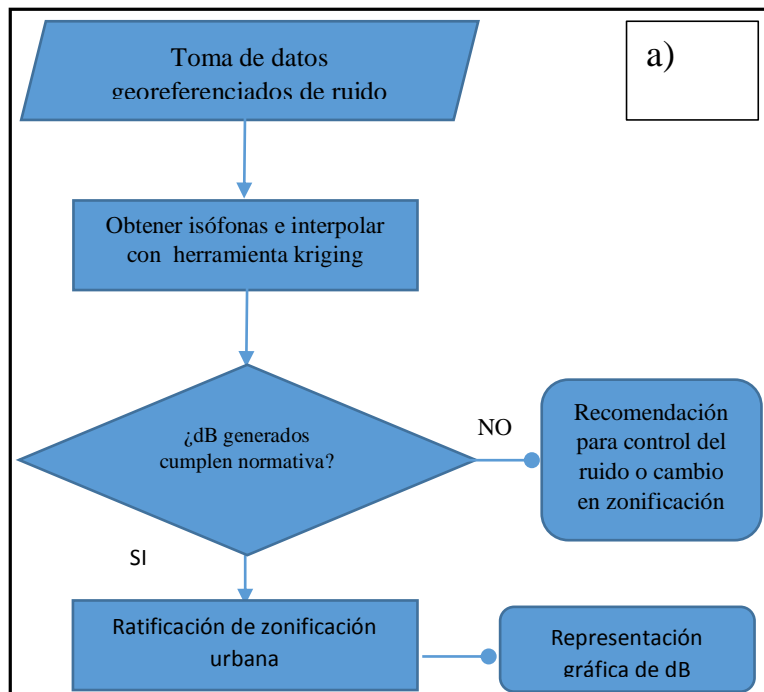 Toma de datos
georeferenciados de ruido
a)
Obtener isófonas e interpolar
con herramienta kriging
¿dB generados
cumplen normativa?
NO
Recomendación
para control del
ruido o cambio
en zonificación
SI
Ratificación de zonificación
urbana
Representación
gráfica de dB